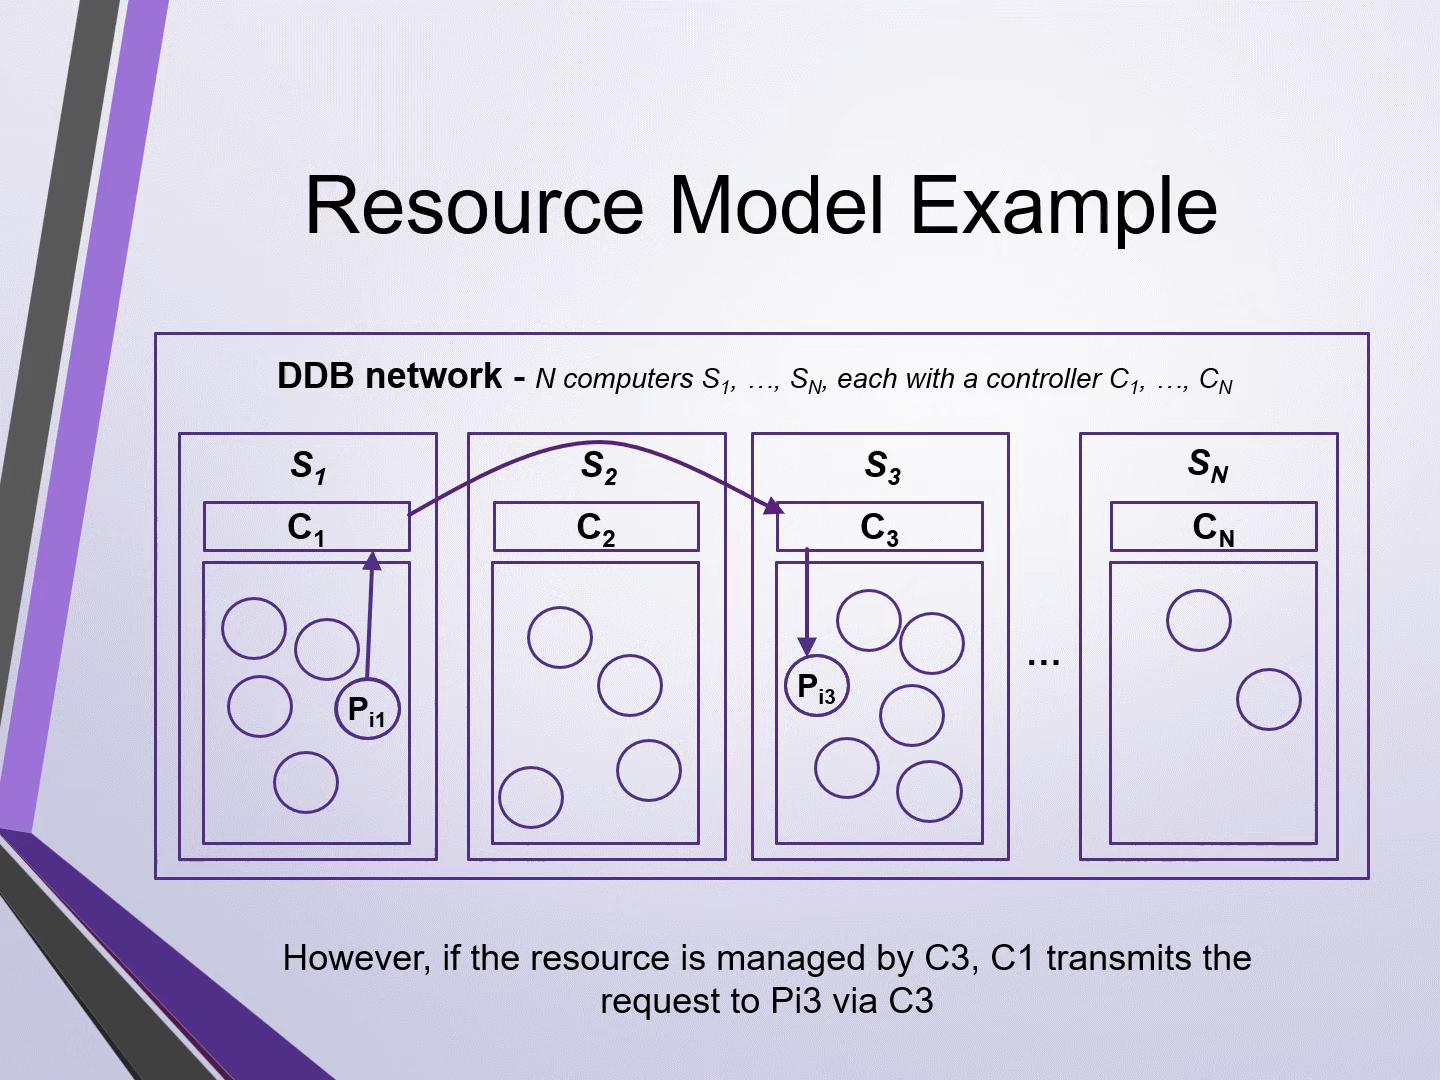 Resource Model Example
DDB network - N computers S1, …, SN, each with a controller C1, …, CN
S1
S2
S3
SN
C1
C2
C3
CN
…
Pi1
Pi3
However, if the resource is managed by C3, C1 transmits the
request to Pi3 via C3